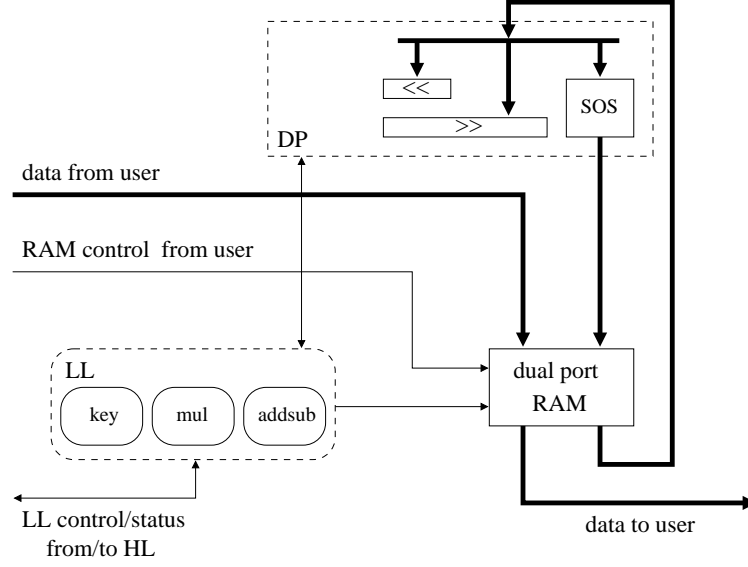 <<
SOS
>>
DP
data from user
RAM control from user
LL
key
mul
addsub
dual port
RAM
LL control/status
from/to HL
data to user